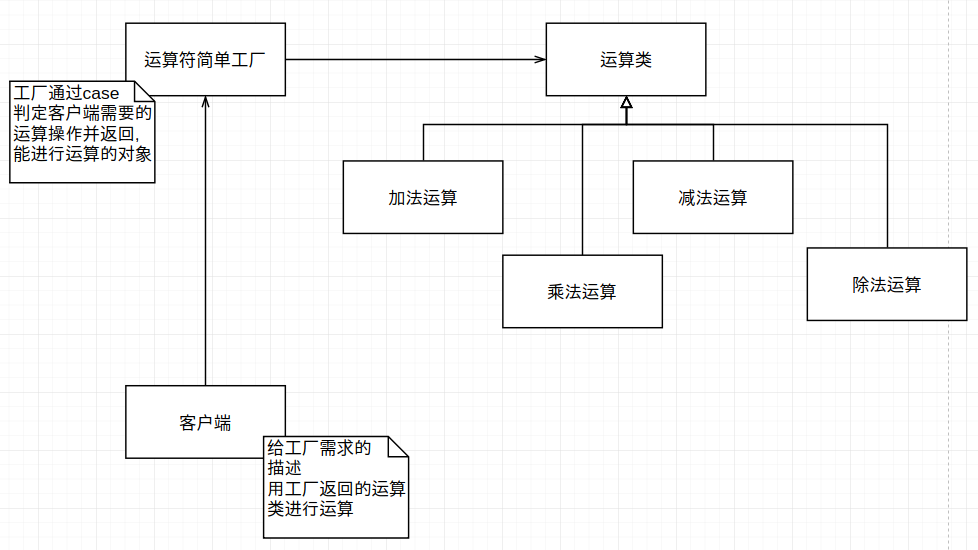 运算符简单工厂
运算类
工厂通过case
判定客户端需要的
运算操作并返回,
能进行运算的对象
加法运算
减法运算
乘法运算
除法运算
客户端
给工厂需求的
描述
用工厂返回的运算
类进行运算